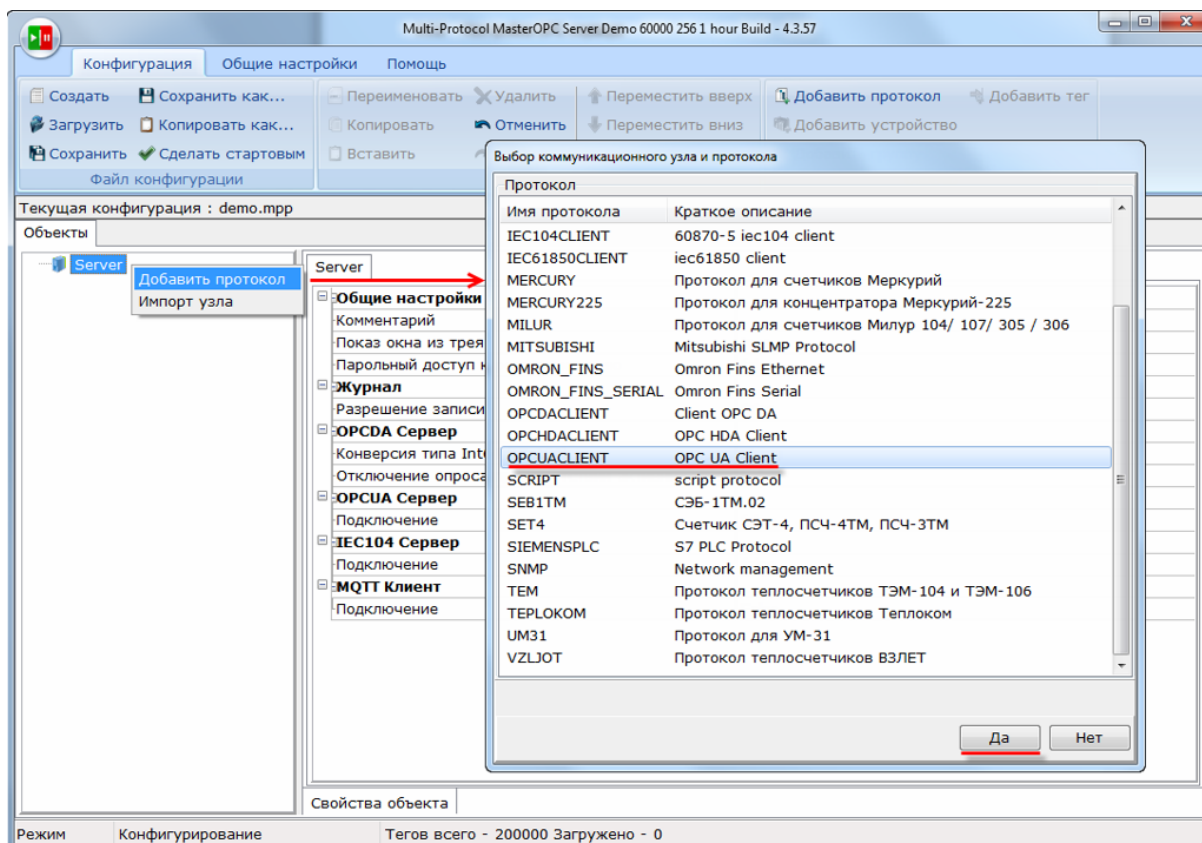 Multi-Protocol MasterOPC Server Demo 60000 256 1 hour Build - 4.3.57
Конфигурация Общие настройки Помощь
Создать Сохранить как... Переименовать Удалить Переместить вверх Добавить протокол Добавить тег
Загрузить Копировать как... Копировать Отменить Переместить вниз Добавить устройство
Сохранить Сделать стартовым Вставить
Файл конфигурации
Текущая конфигурация : demo.mpp
Объекты
Server
Добавить протокол
Импорт узла
Server
Общие настройки
Комментарий
Показ окна из трея
Парольный доступ к
Журнал
Разрешение записи
OPCDA Сервер
Конверсия типа Int
Отключение опроса
OPCUA Сервер
Подключение
IEC104 Сервер
Подключение
MQTT Клиент
Подключение
Выбор коммуникационного узла и протокола
Протокол
Имя протокола Краткое описание
IEC104CLIENT 60870-5 iec104 client
IEC61850CLIENT iec61850 client
MERCURY Протокол для счетчиков Меркурий
MERCURY225 Протокол для концентратора Меркурий-225
MILUR Протокол для счетчиков Милур 104/ 107/ 305 / 306
MITSUBISHI Mitsubishi SLMP Protocol
OMRON_FINS Omron Fins Ethernet
OMRON_FINS_SERIAL Omron Fins Serial
OPCDACLIENT Client OPC DA
OPCHDACLIENT OPC HDA Client
OPCUACLIENT OPC UA Client
SCRIPT script protocol
SEB1TM СЭБ-1ТМ.02
SET4 Счетчик СЭТ-4, ПСЧ-4ТМ, ПСЧ-3ТМ
SIEMENSPLC S7 PLC Protocol
SNMP Network management
TEM Протокол теплосчетчиков ТЭМ-104 и ТЭМ-106
TEPLOKOM Протокол теплосчетчиков Теплоком
UM31 Протокол для УМ-31
VZLJOT Протокол теплосчетчиков ВЗЛЕТ
Да Нет
Свойства объекта
Режим Конфигурирование Тегов всего - 200000 Загружено - 0